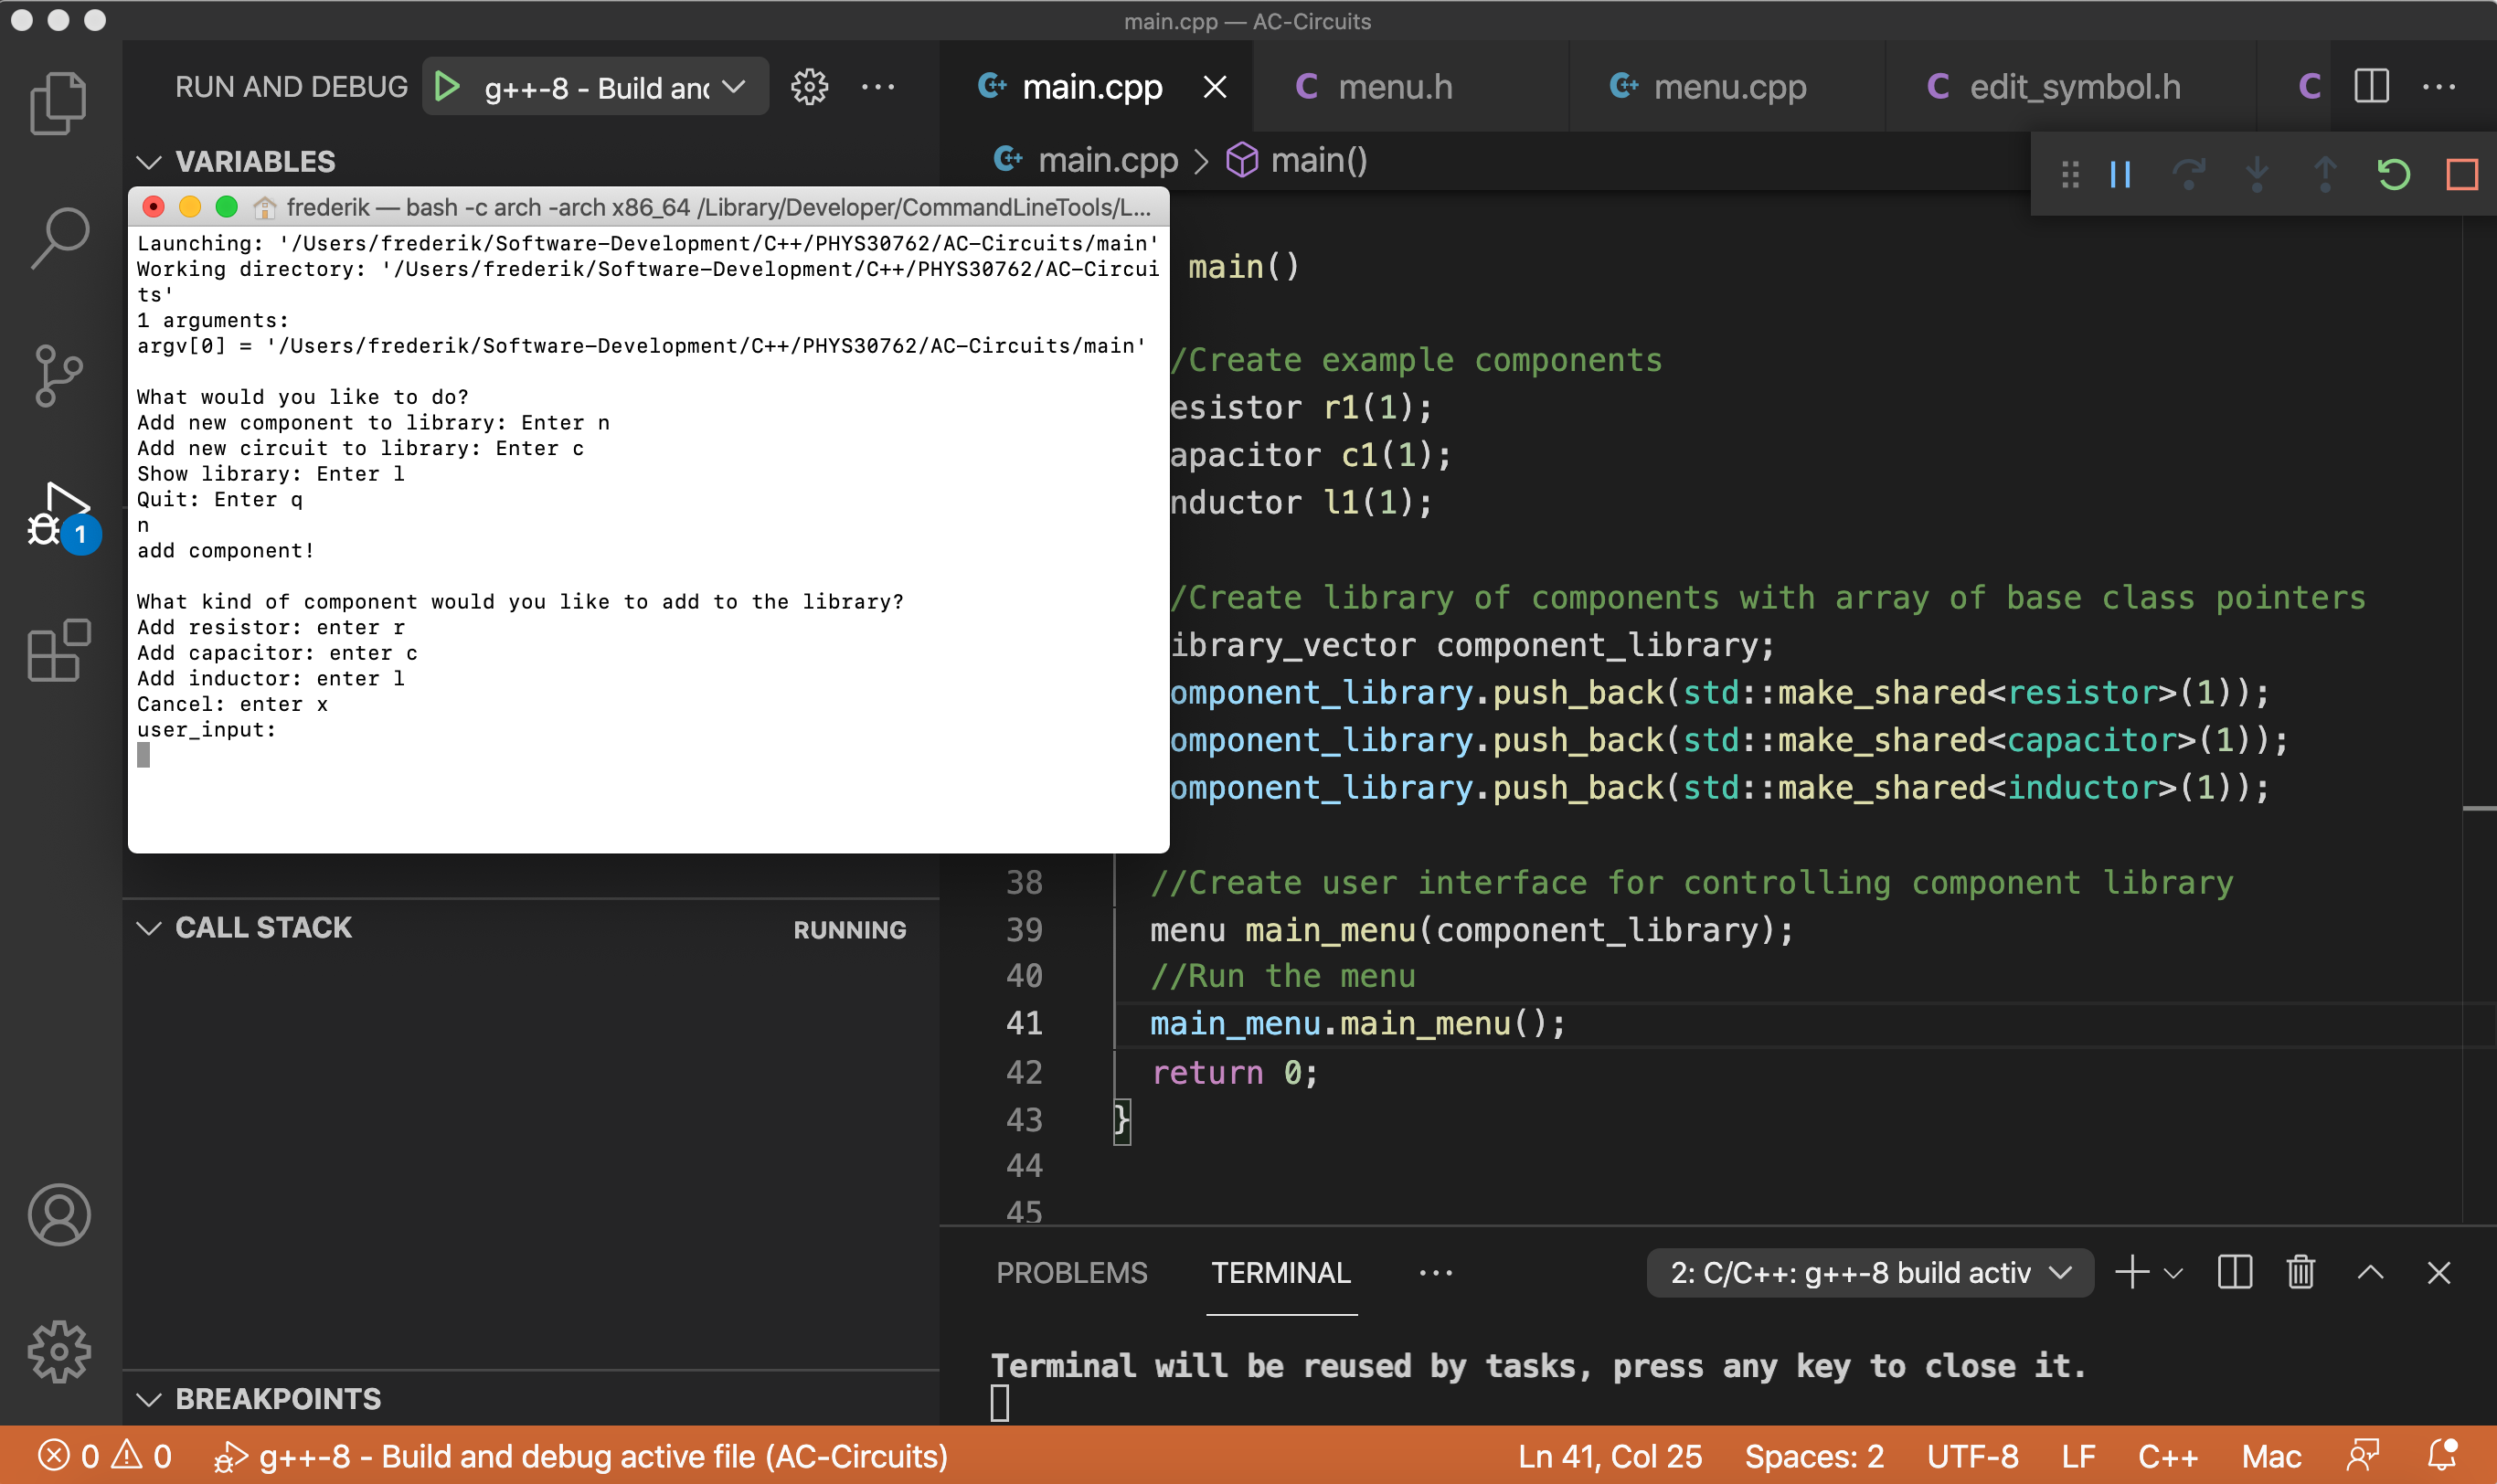 main.cpp — AC-Circuits
RUN AND DEBUG
g++-8 - Build anc
main.cpp
menu.h
menu.cpp
edit_symbol.h
VARIABLES
main.cpp > main()
frederik — bash -c arch -arch x86_64 /Library/Developer/CommandLineTools/L...
Launching: '/Users/frederik/Software-Development/C++/PHYS30762/AC-Circuits/main'
Working directory: '/Users/frederik/Software-Development/C++/PHYS30762/AC-Circui
ts'
1 arguments:
argv[0] = '/Users/frederik/Software-Development/C++/PHYS30762/AC-Circuits/main'
What would you like to do?
Add new component to library: Enter n
Add new circuit to library: Enter c
Show library: Enter l
Quit: Enter q
n
add component!
What kind of component would you like to add to the library?
Add resistor: enter r
Add capacitor: enter c
Add inductor: enter l
Cancel: enter x
user_input:
main()
/Create example components
esistor r1(1);
apacitor c1(1);
nductor l1(1);
/Create library of components with array of base class pointers
ibrary_vector component_library;
omponent_library.push_back(std::make_shared<resistor>(1));
omponent_library.push_back(std::make_shared<capacitor>(1));
omponent_library.push_back(std::make_shared<inductor>(1));
38 //Create user interface for controlling component library
39 menu main_menu(component_library);
40 //Run the menu
41 main_menu.main_menu();
42 return 0;
43 }
44
45
1
CALL STACK
RUNNING
BREAKPOINTS
PROBLEMS
TERMINAL
2: C/C++: g++-8 build activ
Terminal will be reused by tasks, press any key to close it.
0 0 g++-8 - Build and debug active file (AC-Circuits)
Ln 41, Col 25 Spaces: 2 UTF-8 LF C++ Mac